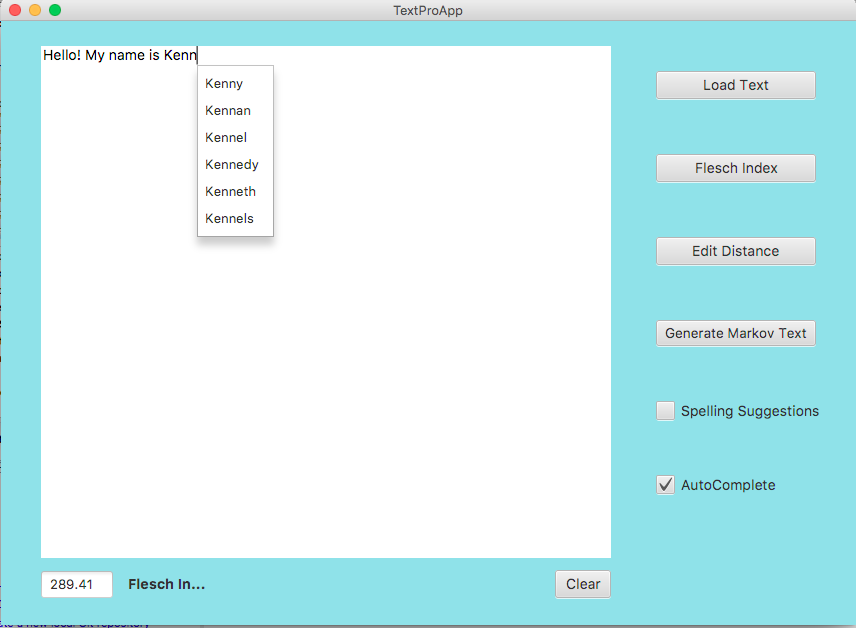 TextProApp
Hello! My name is Kenn
Kenny
Kennan
Kennel
Kennedy
Kenneth
Kennels
Load Text
Flesch Index
Edit Distance
Generate Markov Text
Spelling Suggestions
AutoComplete
289.41
Flesch In...
Clear